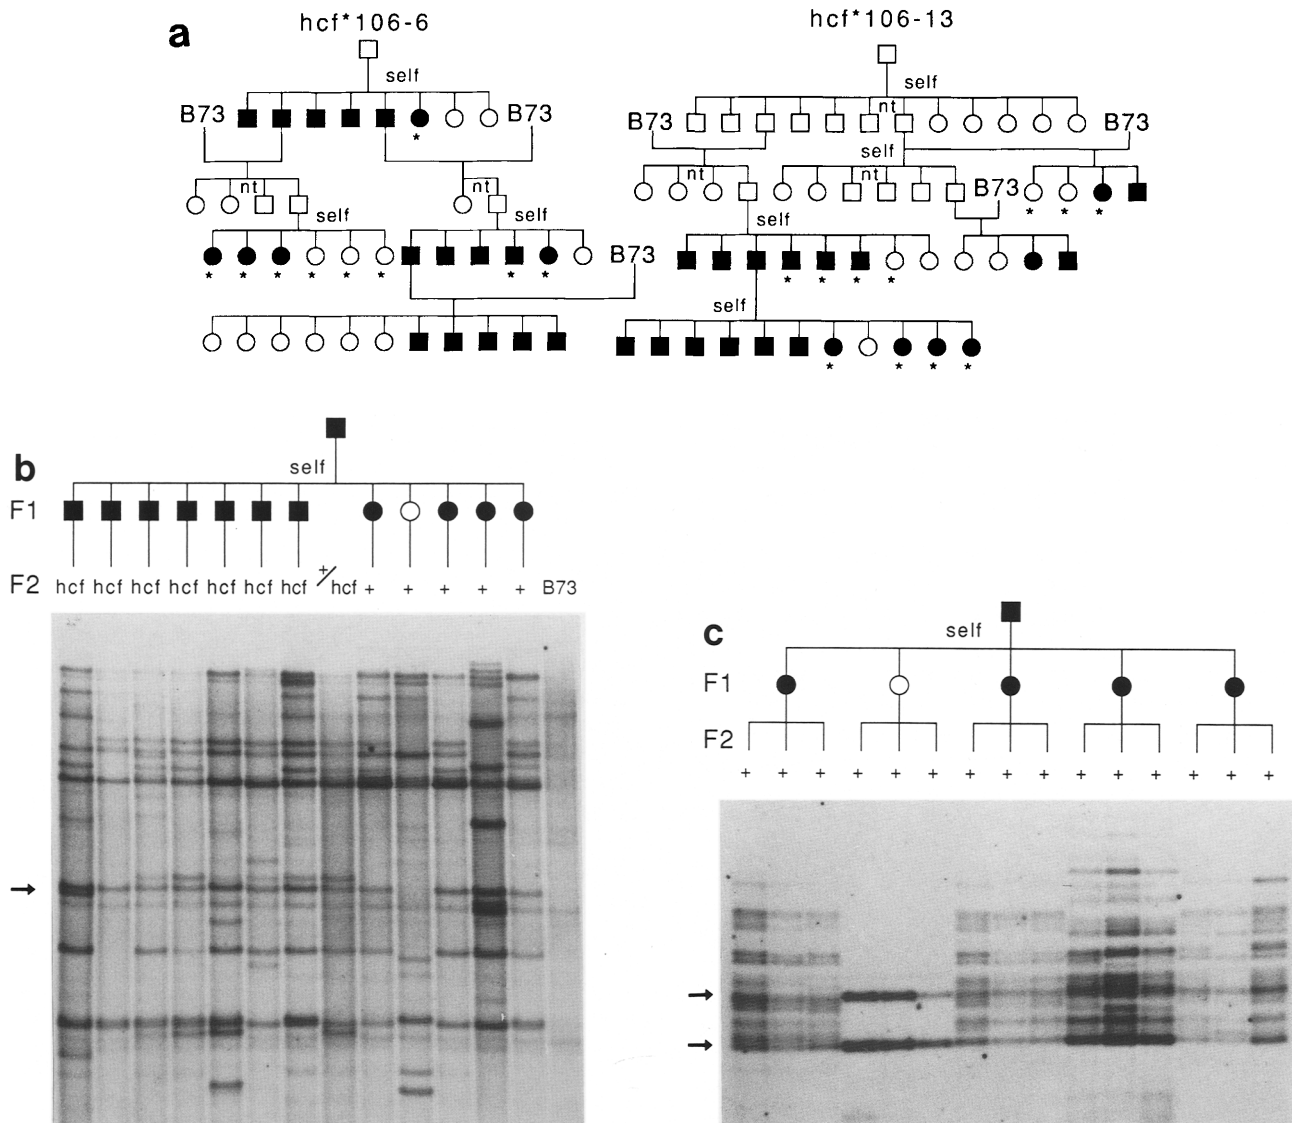 a
hcf*106-6
hcf*106-13
self
self
B73
B73
*
nt
B73
B73
self
nt
nt
nt
B73
* * *
self
self
self
* * * * * *
* *
B73
* * * *
self
* * * *
b
self
F1
F2 hcf hcf hcf hcf hcf hcf hcf +/hcf + + + + + B73
→
c
self
F1
F2
+ + + + + + + + + + + + + + +
→
→